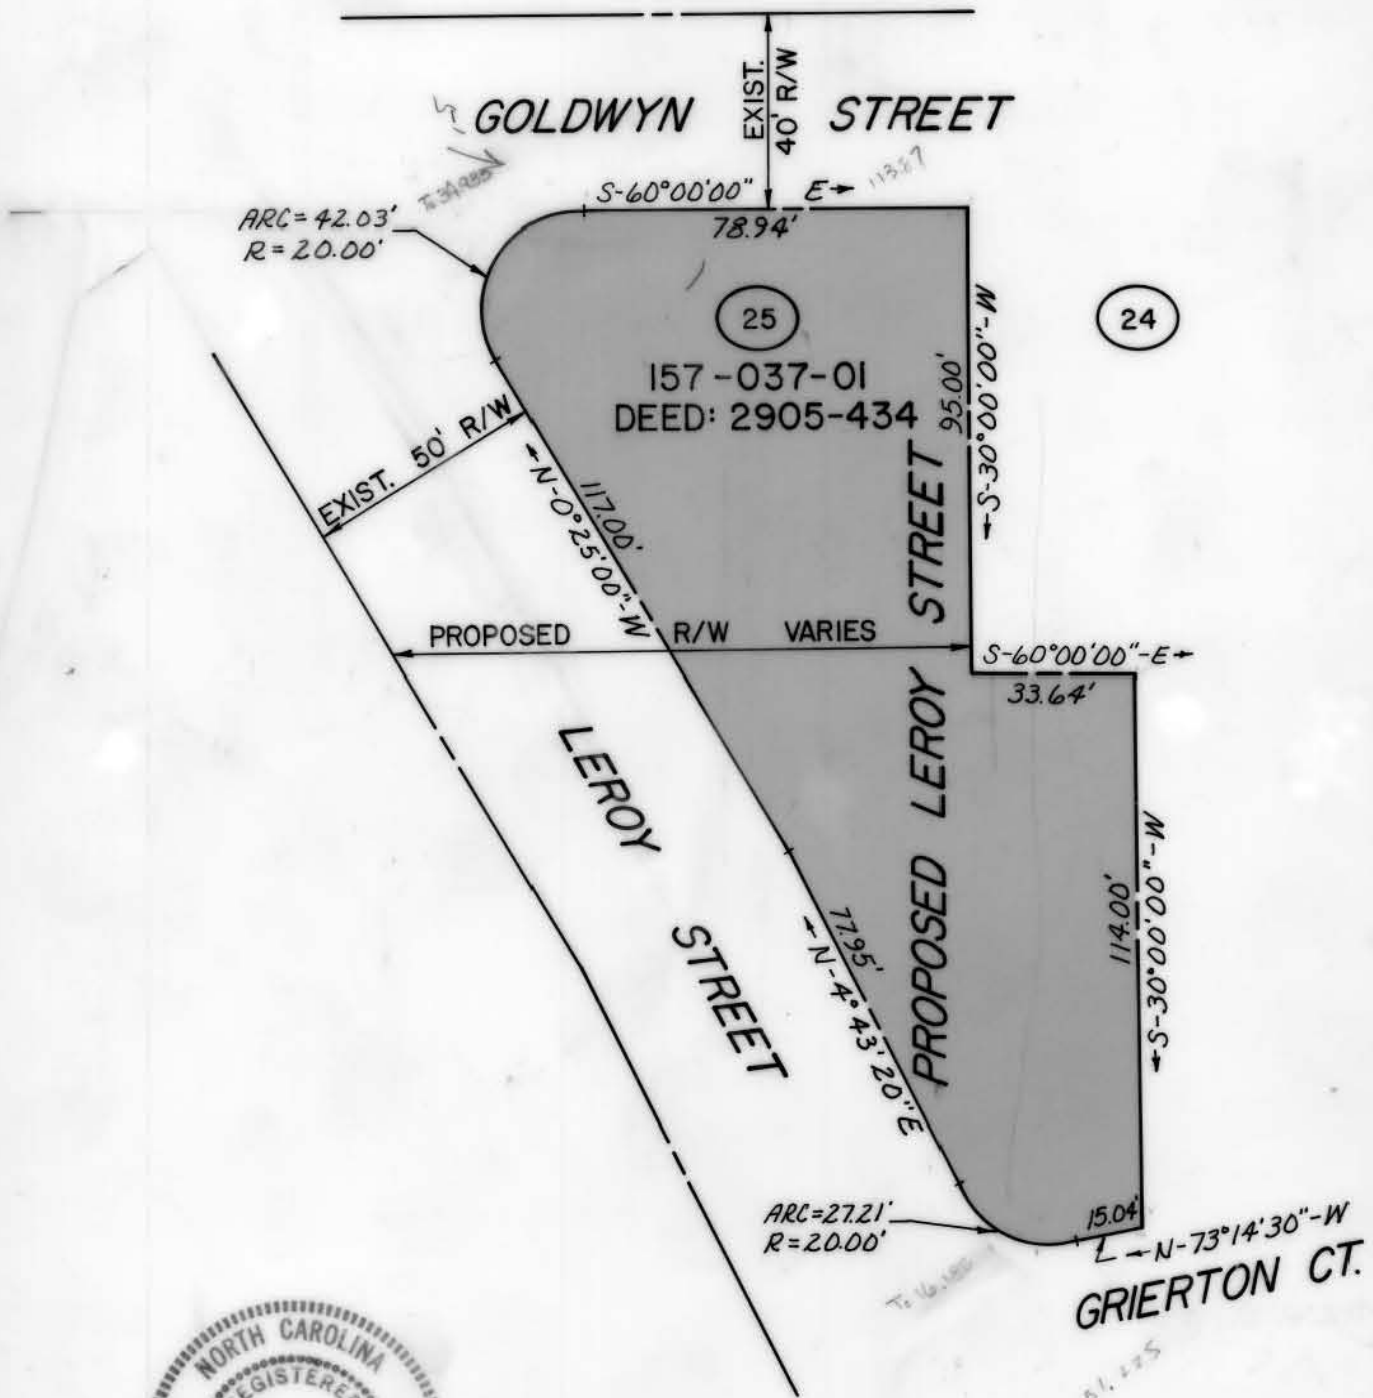 GOLDWYN STREET
EXIST.
40' R/W
S-60°00'00" E
113.87
78.94'
ARC = 42.03'
R = 20.00'
25
24
157-037-01
DEED: 2905-434
95.00'
S-30°00'00"-W
EXIST. 50' R/W
117.00'
N-0°25'00"-W
PROPOSED R/W VARIES
S-60°00'00"-E
33.64'
LEROY STREET
PROPOSED LEROY STREET
114.00'
S-30°00'00"-W
77.95'
N-4°43'20"E
ARC=27.21'
R=20.00'
15.04'
N-73°14'30"-W
GRIERTON CT.
NORTH CAROLINA
REGISTERED